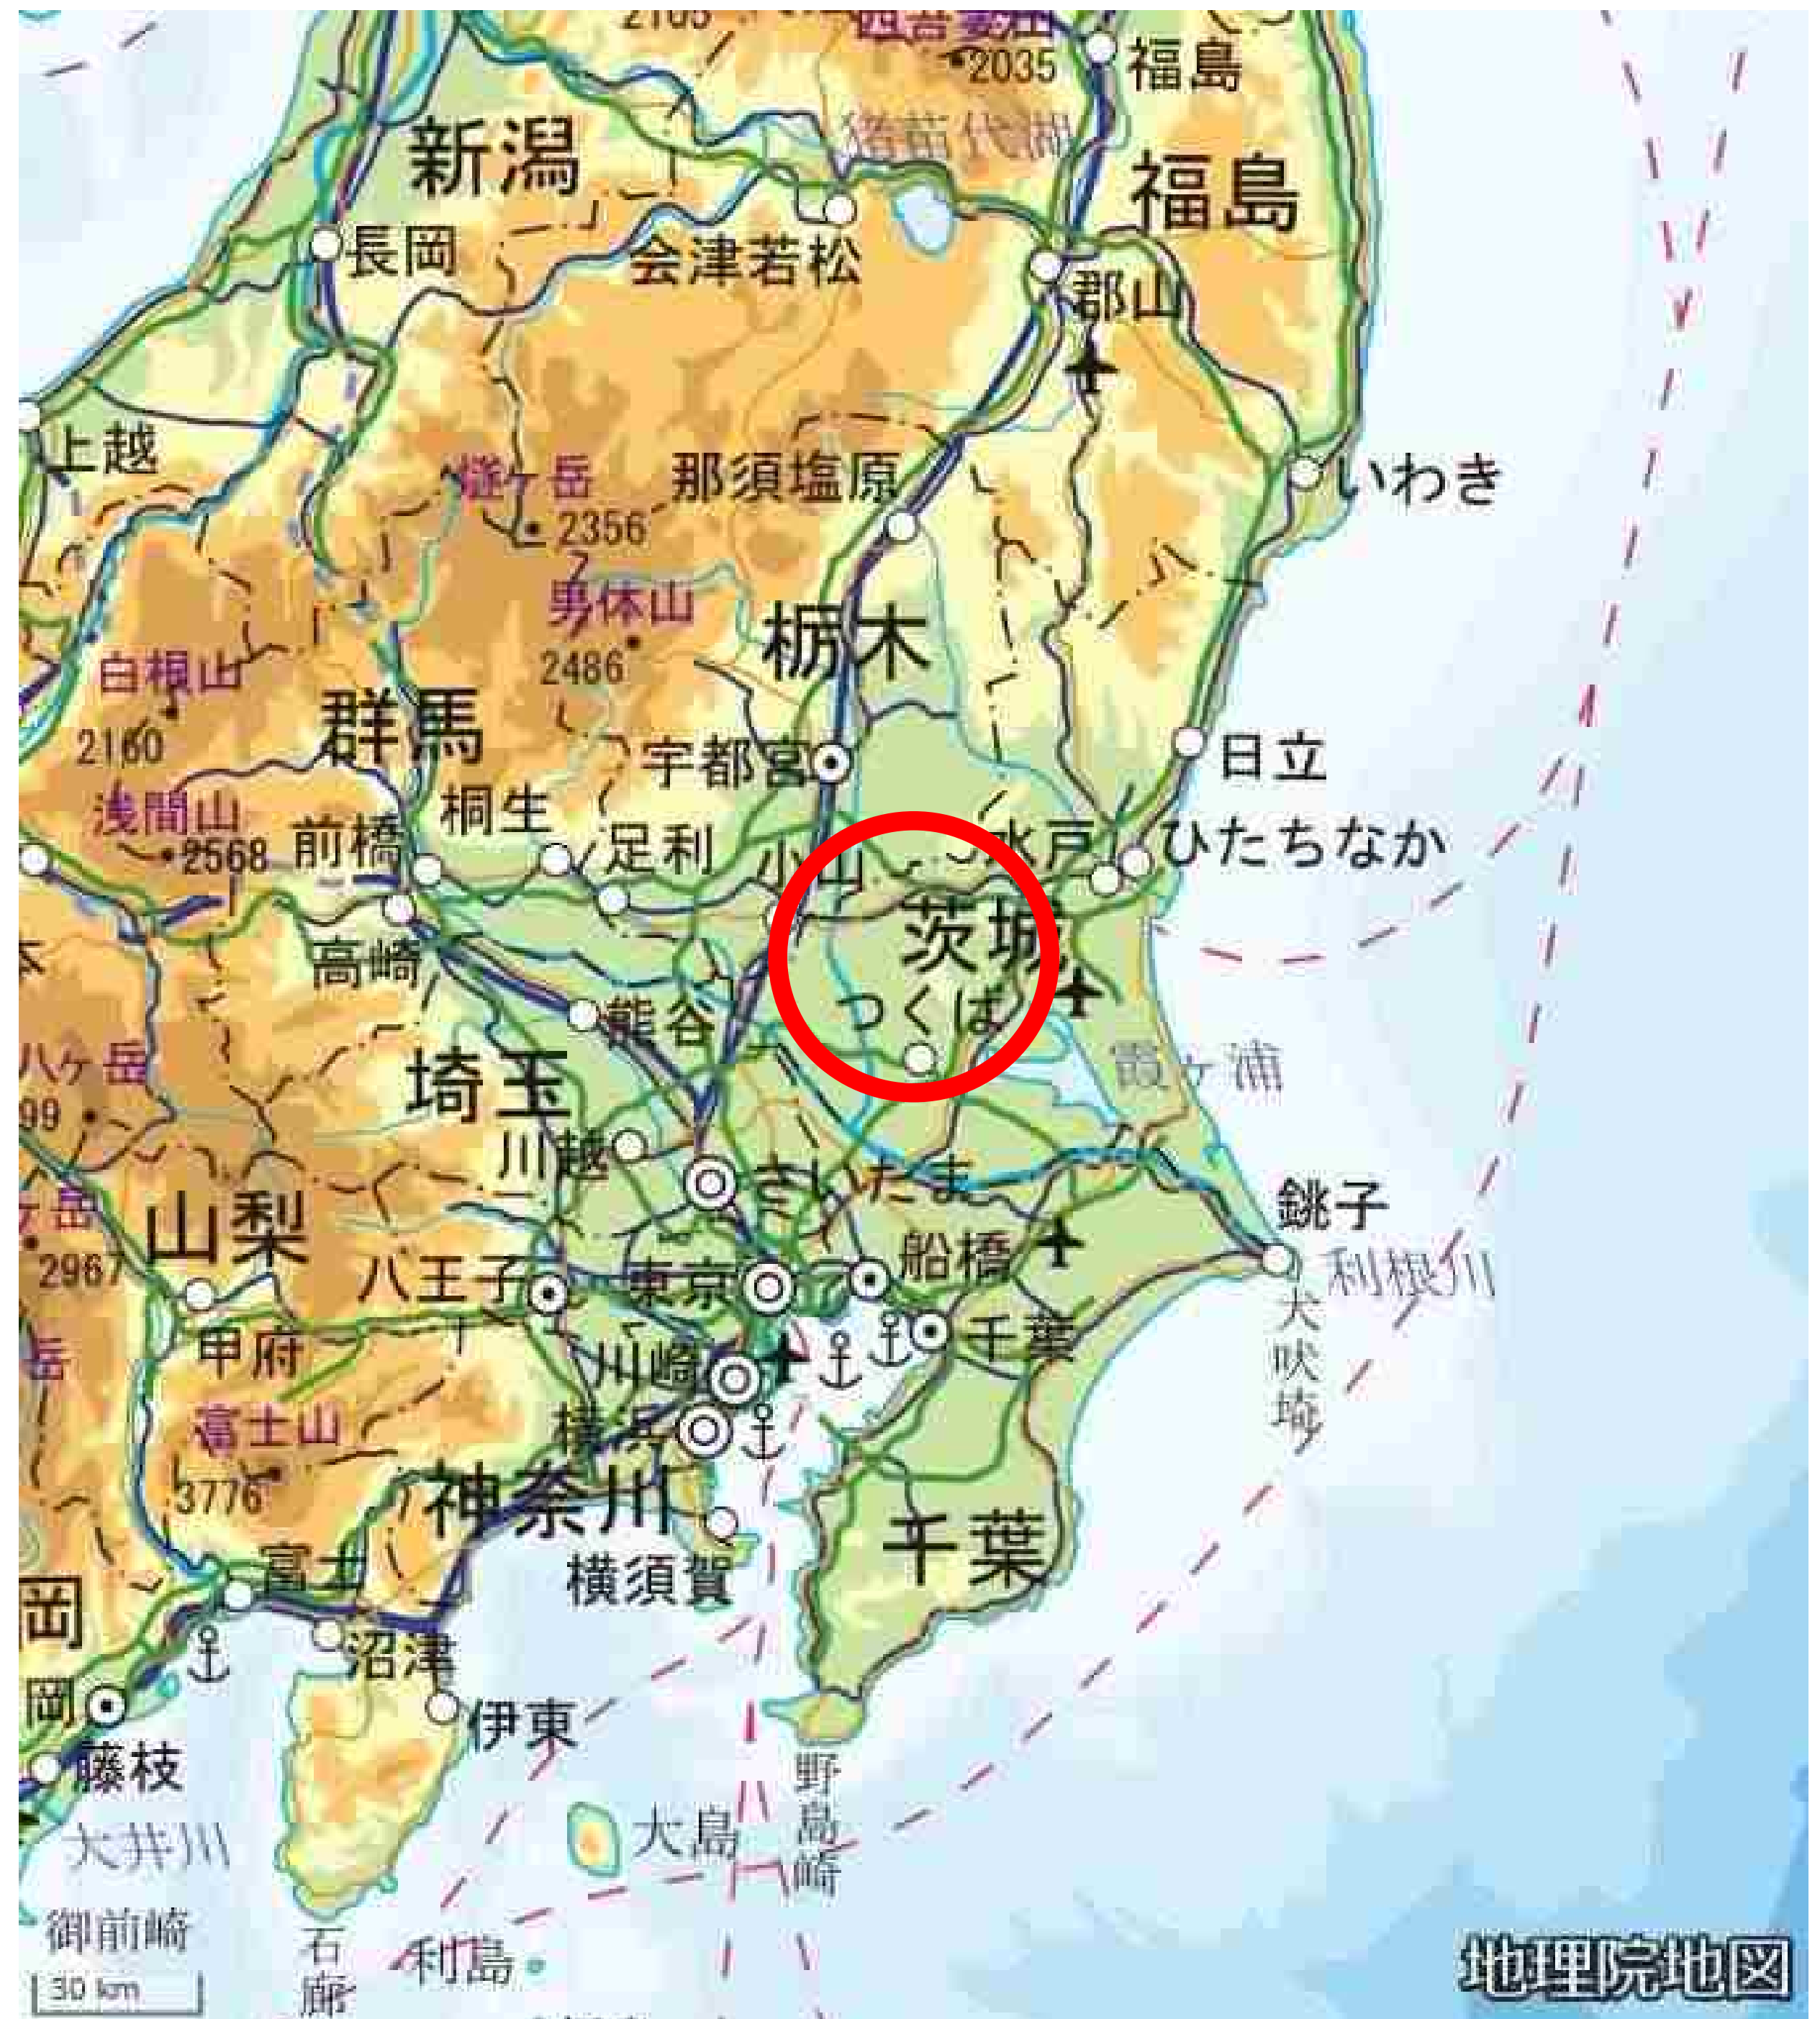 2035
福島
新潟
福島
長岡
会津若松
郡山
上越
燧ヶ岳
2356
那須塩原
いわき
男体山
2486
栃木
白根山
2160
群馬
宇都宮
日立
浅間山
2568
前橋
桐生
足利
小山
水戸
ひたちなか
茨城
高崎
つくば
熊谷
八ヶ岳
99
霞ヶ浦
埼玉
川越
さいたま
ヶ岳
2967
山梨
銚子
船橋
八王子
東京
利根川
犬吠埼
甲府
千葉
岳
川崎
富士山
3776
横浜
神奈川
千葉
富士
横須賀
岡
沼津
岡
伊東
藤枝
野島崎
大島
大井川
御前崎
石廊
利島
30 km
地理院地図